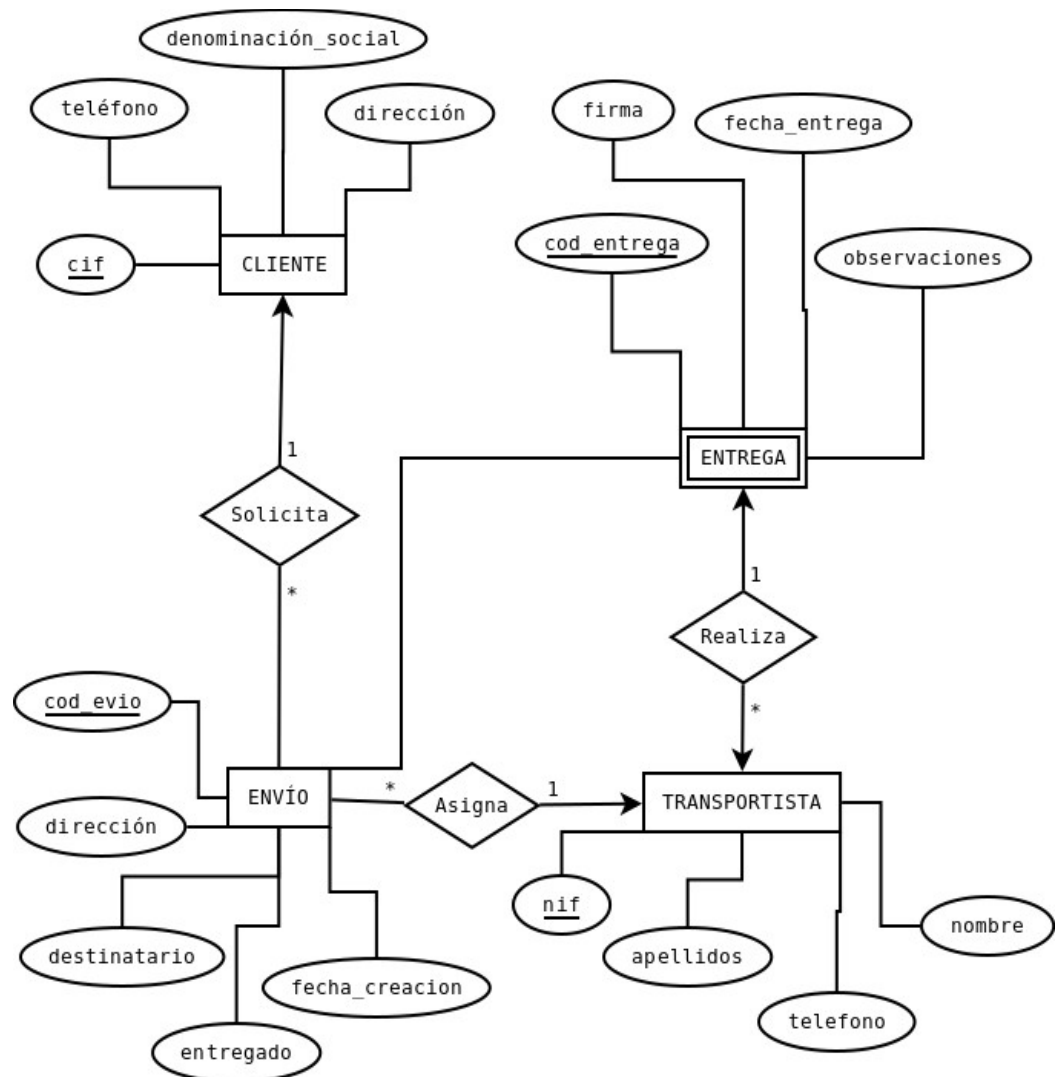 denominación_social
teléfono
dirección
cif
CLIENTE
firma
fecha_entrega
cod_entrega
observaciones
ENTREGA
1
Solicita
*
1
Realiza
*
cod_evio
ENVÍO
dirección
destinatario
entregado
fecha_creacion
*
Asigna
1
TRANSPORTISTA
nif
apellidos
telefono
nombre